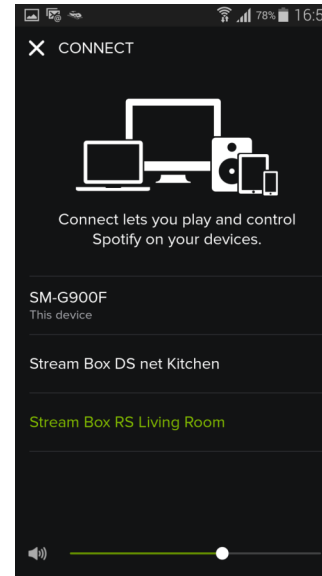 78% 16:5
CONNECT
Connect lets you play and control
Spotify on your devices.
SM-G900F
This device
Stream Box DS net Kitchen
Stream Box RS Living Room